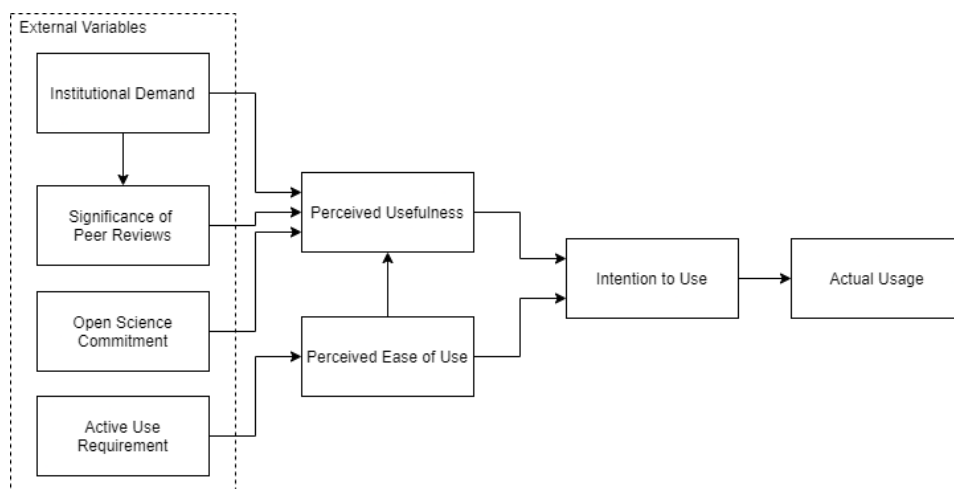 External Variables
Institutional Demand
Significance of
Peer Reviews
Perceived Usefulness
Intention to Use
Actual Usage
Open Science
Commitment
Perceived Ease of Use
Active Use
Requirement